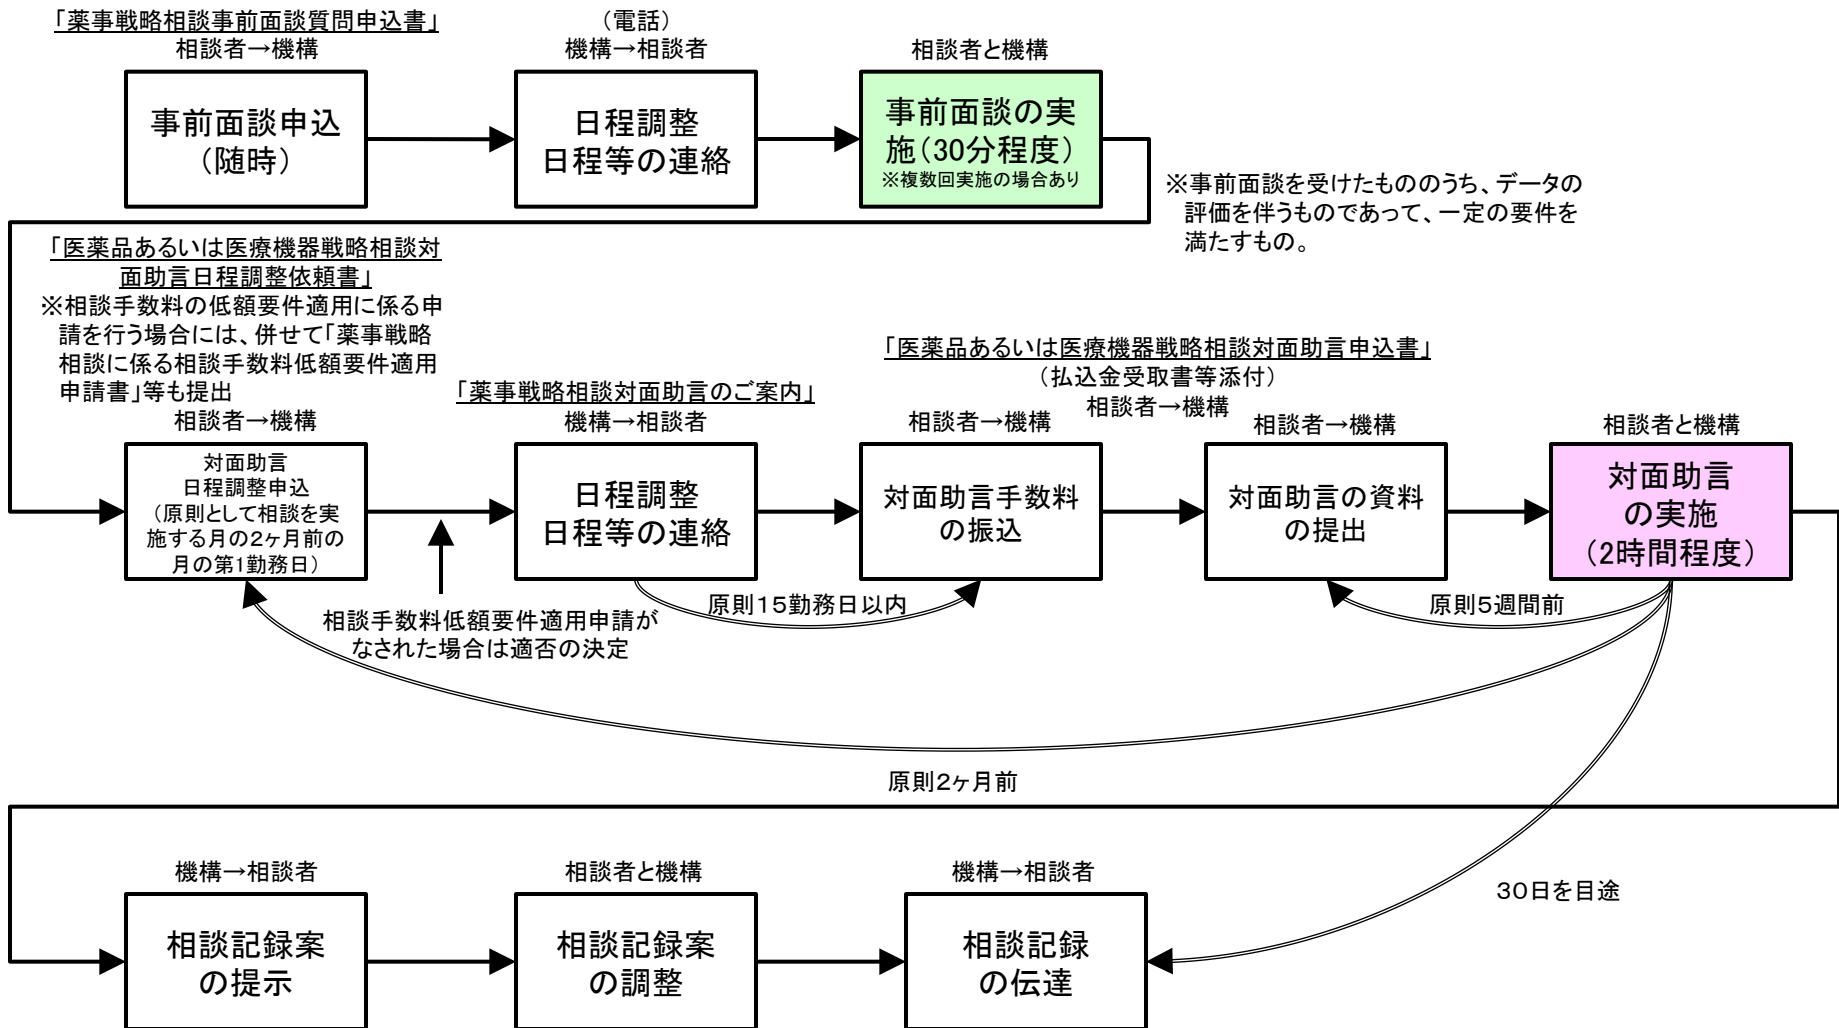 「薬事戦略相談事前面談質問申込書」
相談者→機構
事前面談申込
（随時）
（電話）
機構→相談者
日程調整
日程等の連絡
相談者と機構
事前面談の実
施（30分程度）
※複数回実施の場合あり
※事前面談を受けたもののうち、データの
評価を伴うものであって、一定の要件を
満たすもの。
「医薬品あるいは医療機器戦略相談対
面助言日程調整依頼書」
※相談手数料の低額要件適用に係る申
請を行う場合には、併せて「薬事戦略
相談に係る相談手数料低額要件適用
申請書」等も提出
相談者→機構
対面助言
日程調整申込
（原則として相談を実
施する月の２ヶ月前の
月の第1勤務日）
相談手数料低額要件適用申請が
なされた場合は適否の決定
「薬事戦略相談対面助言のご案内」
機構→相談者
日程調整
日程等の連絡
原則１５勤務日以内
「医薬品あるいは医療機器戦略相談対面助言申込書」
（払込金受取書等添付）
相談者→機構
相談者→機構
対面助言手数料
の振込
相談者→機構
対面助言の資料
の提出
原則５週間前
相談者と機構
対面助言
の実施
（2時間程度）
原則２ヶ月前
機構→相談者
相談記録案
の提示
相談者と機構
相談記録案
の調整
機構→相談者
相談記録
の伝達
３０日を目途